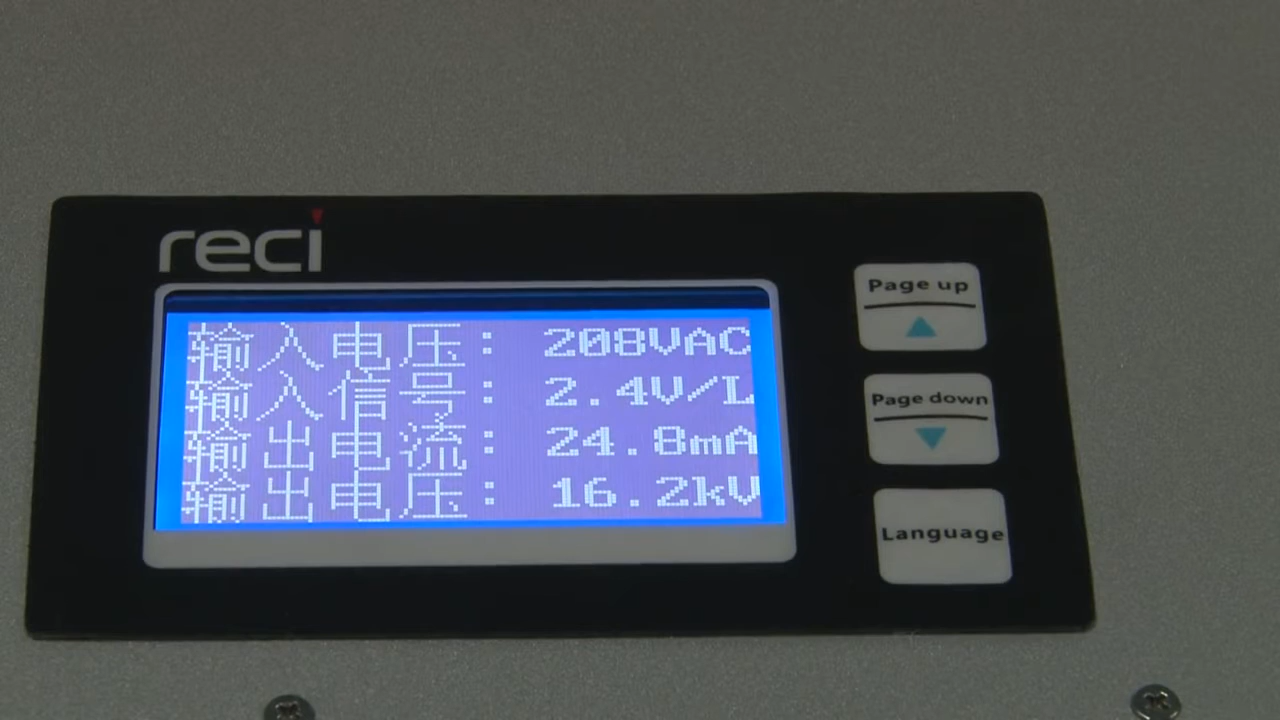 reci
输入电压: 208VAC
输入信号: 2.4V/L
输出电流: 24.8mA
输出电压: 16.2kV
Page up
Page down
Language